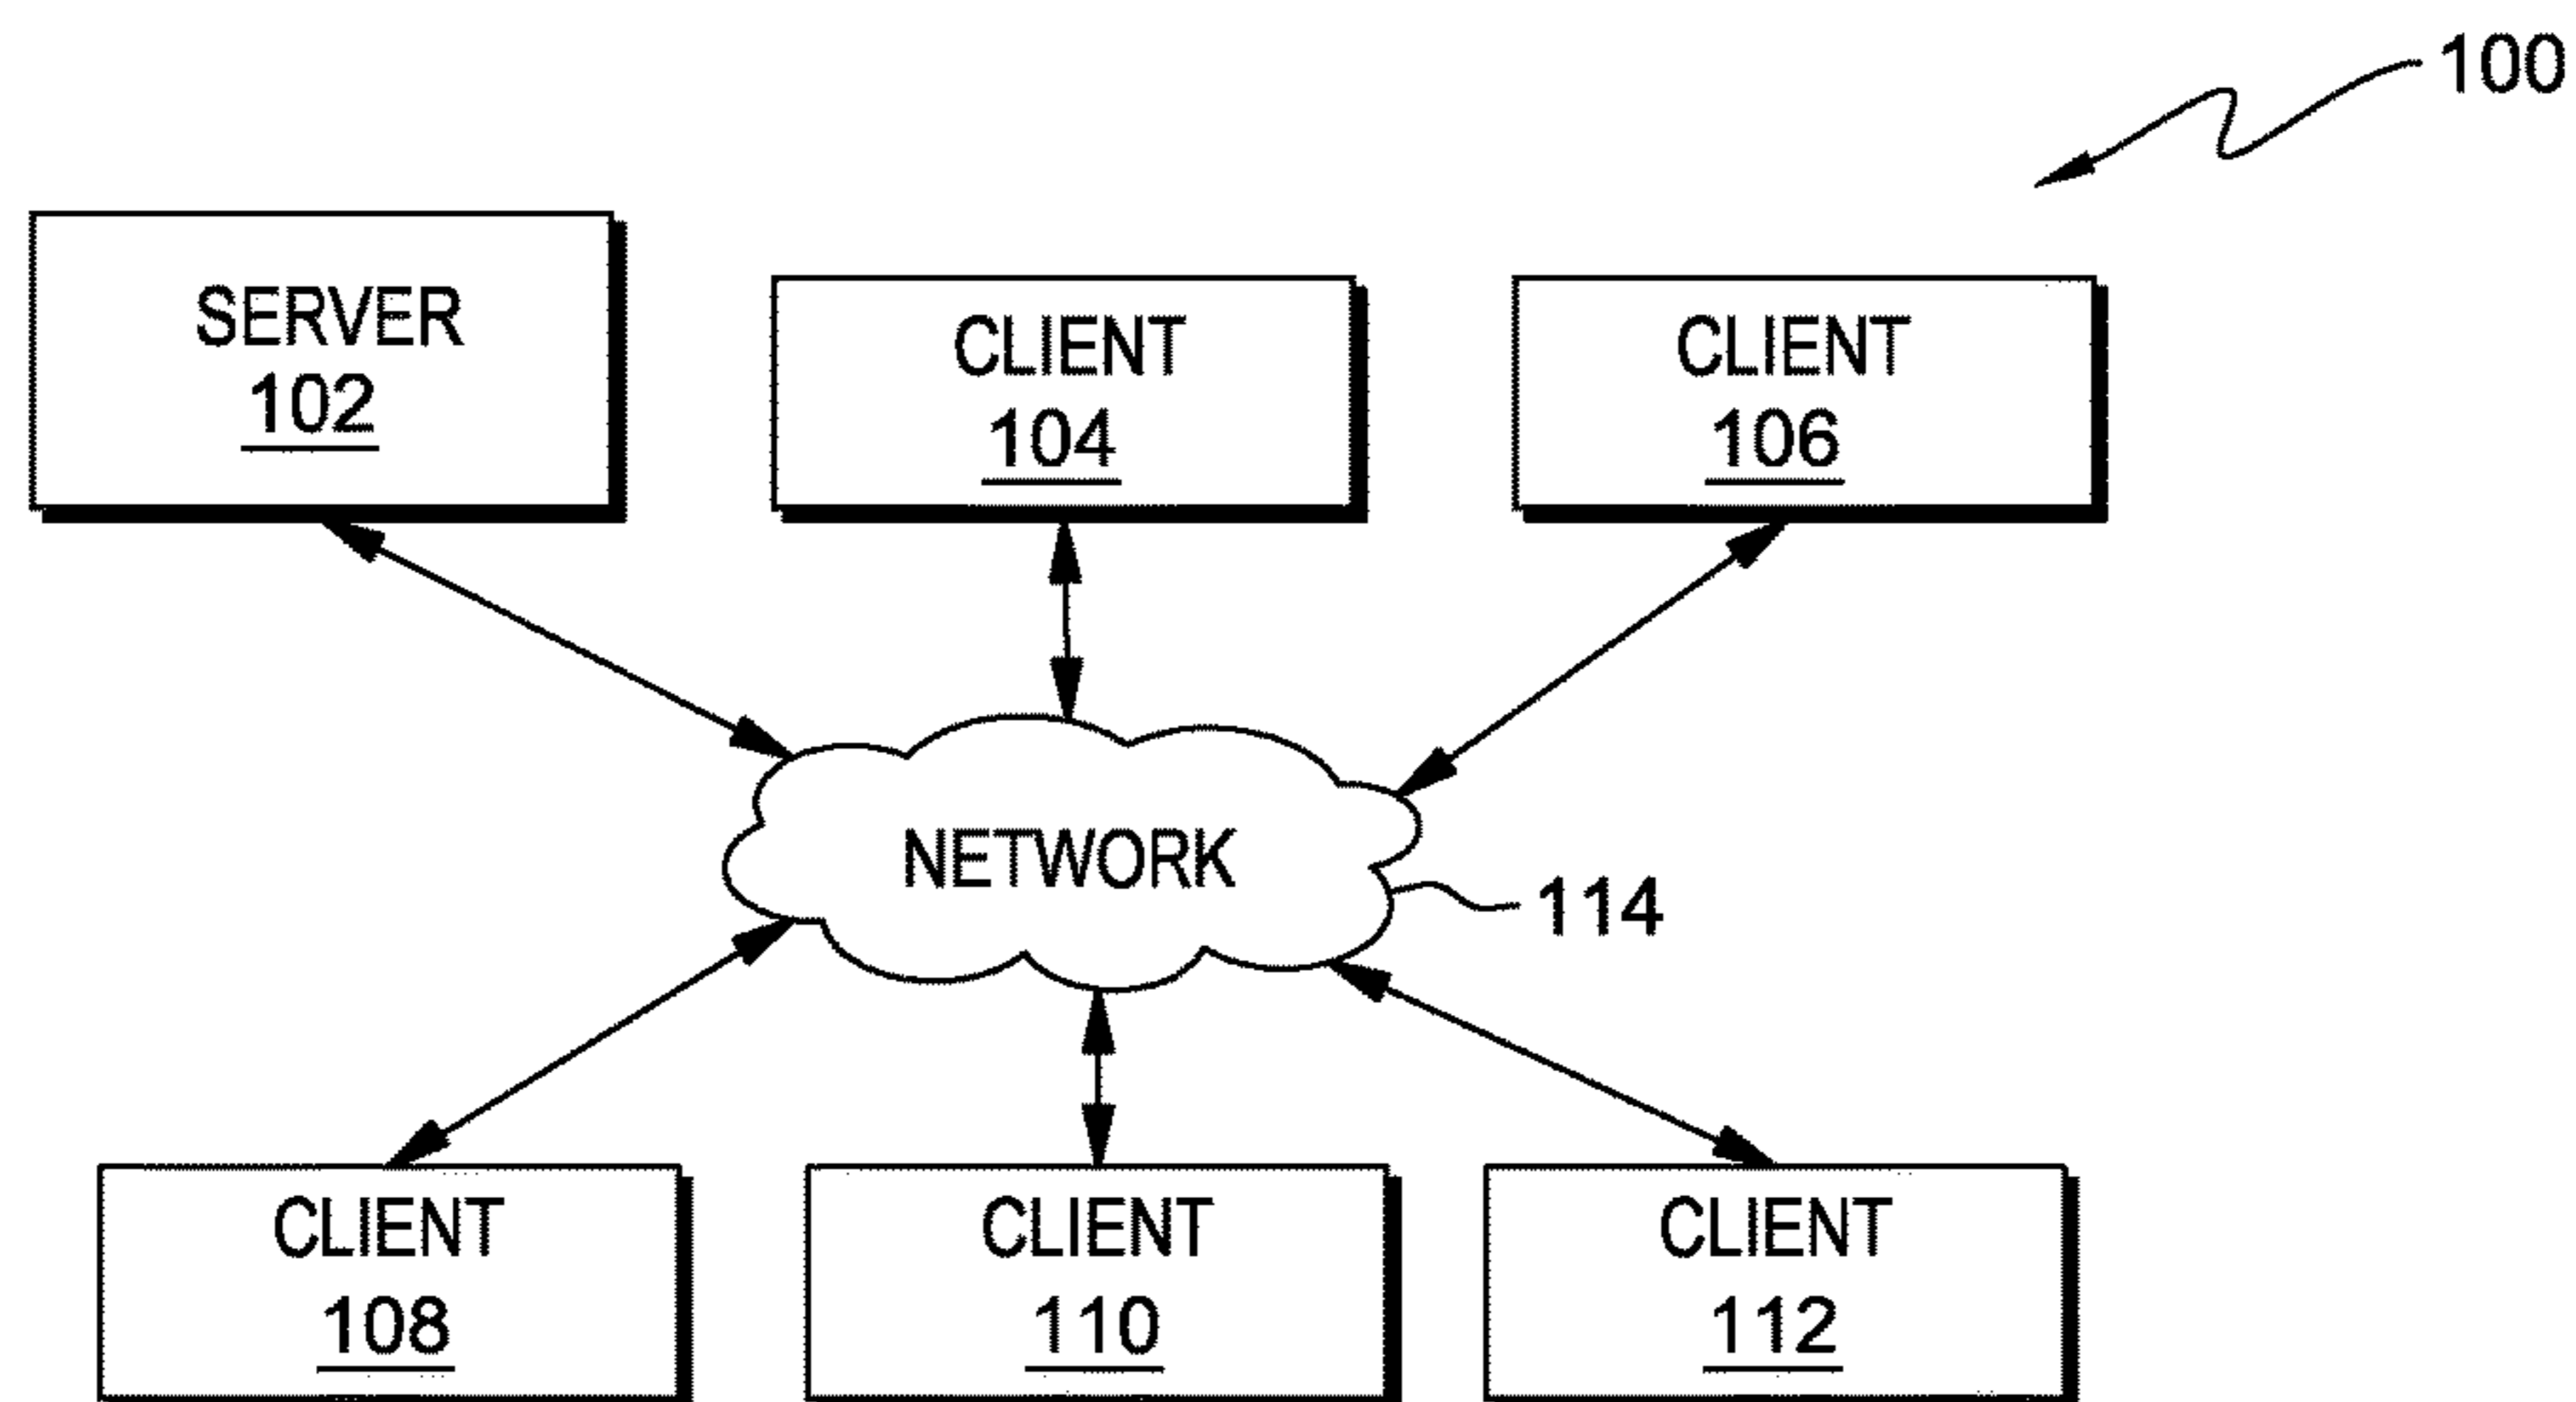 100
SERVER
102
CLIENT
104
CLIENT
106
NETWORK
114
CLIENT
108
CLIENT
110
CLIENT
112